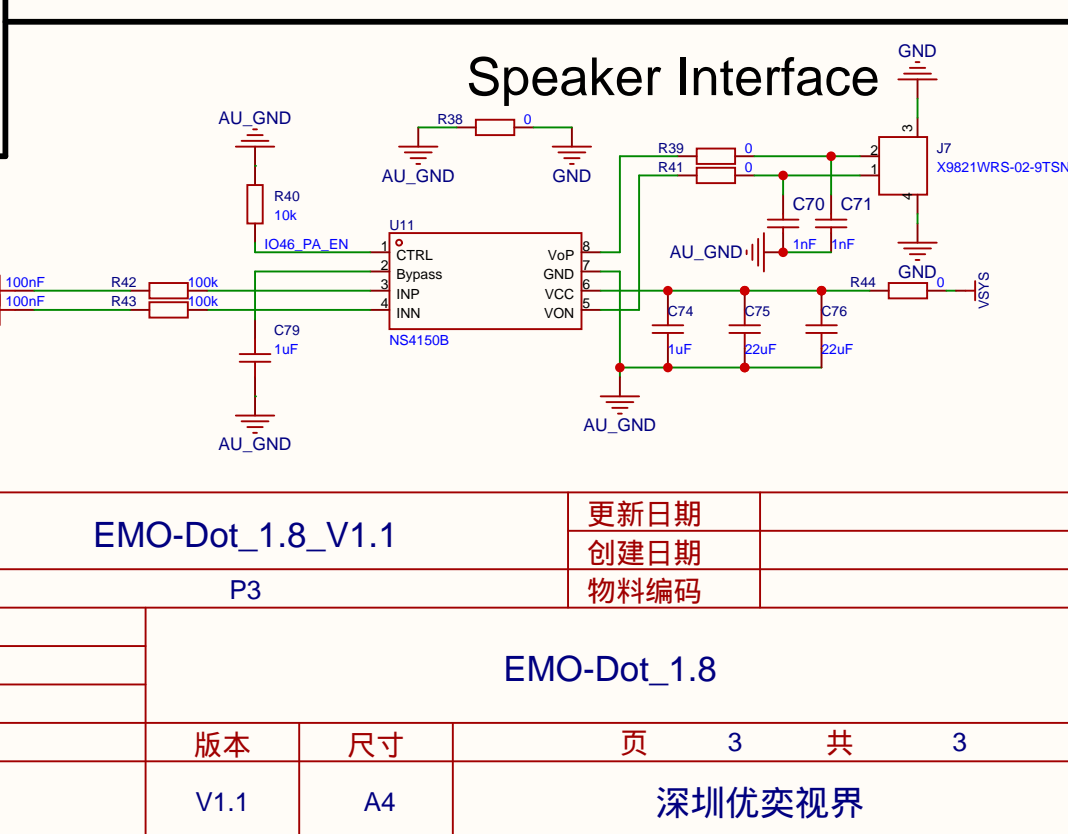 Speaker Interface
GND
AU_GND
R38 0
AU_GND
GND
R40
10k
IO46_PA_EN
R39 0
R41 0
3
2
1
4
J7
X9821WRS-02-9TSN
C70 C71
1nF 1nF
AU_GND
GND
U11
1 CTRL
2 Bypass
3 INP
4 INN
VoP 8
GND 7
VCC 6
VON 5
NS4150B
100nF R42 100k
100nF R43 100k
C79
1uF
AU_GND
R44 0
VSYS
C74 C75 C76
1uF 22uF 22uF
AU_GND
EMO-Dot_1.8_V1.1
更新日期
创建日期
P3
物料编码
EMO-Dot_1.8
版本 尺寸 页 3 共 3
V1.1 A4 深圳优奕视界